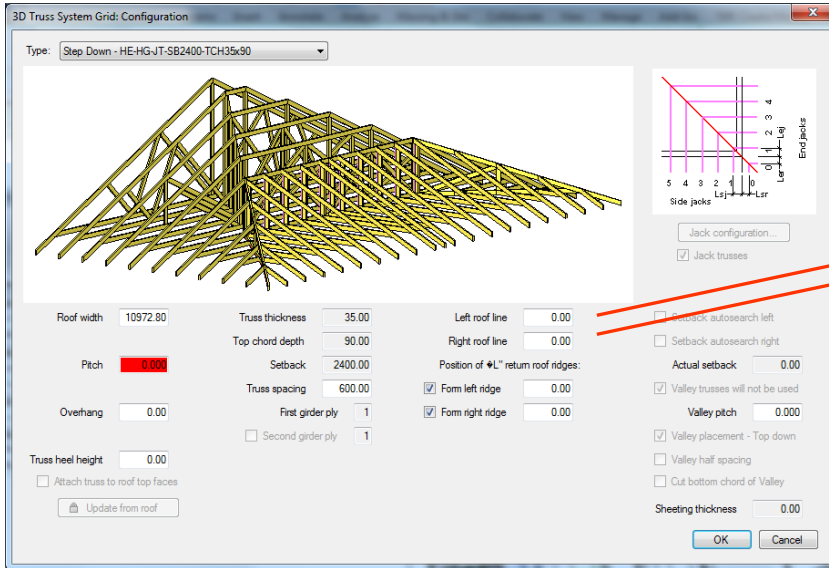 3D Truss System Grid: Configuration
Type: Step Down - HE-HG-JT-SB2400-TCH35x90
4
3
2
1
0
Lej
Ler
End jacks
5 4 3 2 1 0
Lsj Lsr
Side jacks
Jack configuration...
Jack trusses
Roof width 10972.80 Truss thickness 35.00 Left roof line 0.00 Setback autosearch left
Top chord depth 90.00 Right roof line 0.00 Setback autosearch right
Pitch 0.000 Setback 2400.00 Position of �L" return roof ridges: Actual setback 0.00
Truss spacing 600.00 Form left ridge 0.00 Valley trusses will not be used
Overhang 0.00 First girder ply 1 Form right ridge 0.00 Valley pitch 0.000
Second girder ply 1 Valley placement - Top down
Truss heel height 0.00 Valley half spacing
Attach truss to roof top faces Cut bottom chord of Valley
Update from roof Sheeting thickness 0.00
OK Cancel